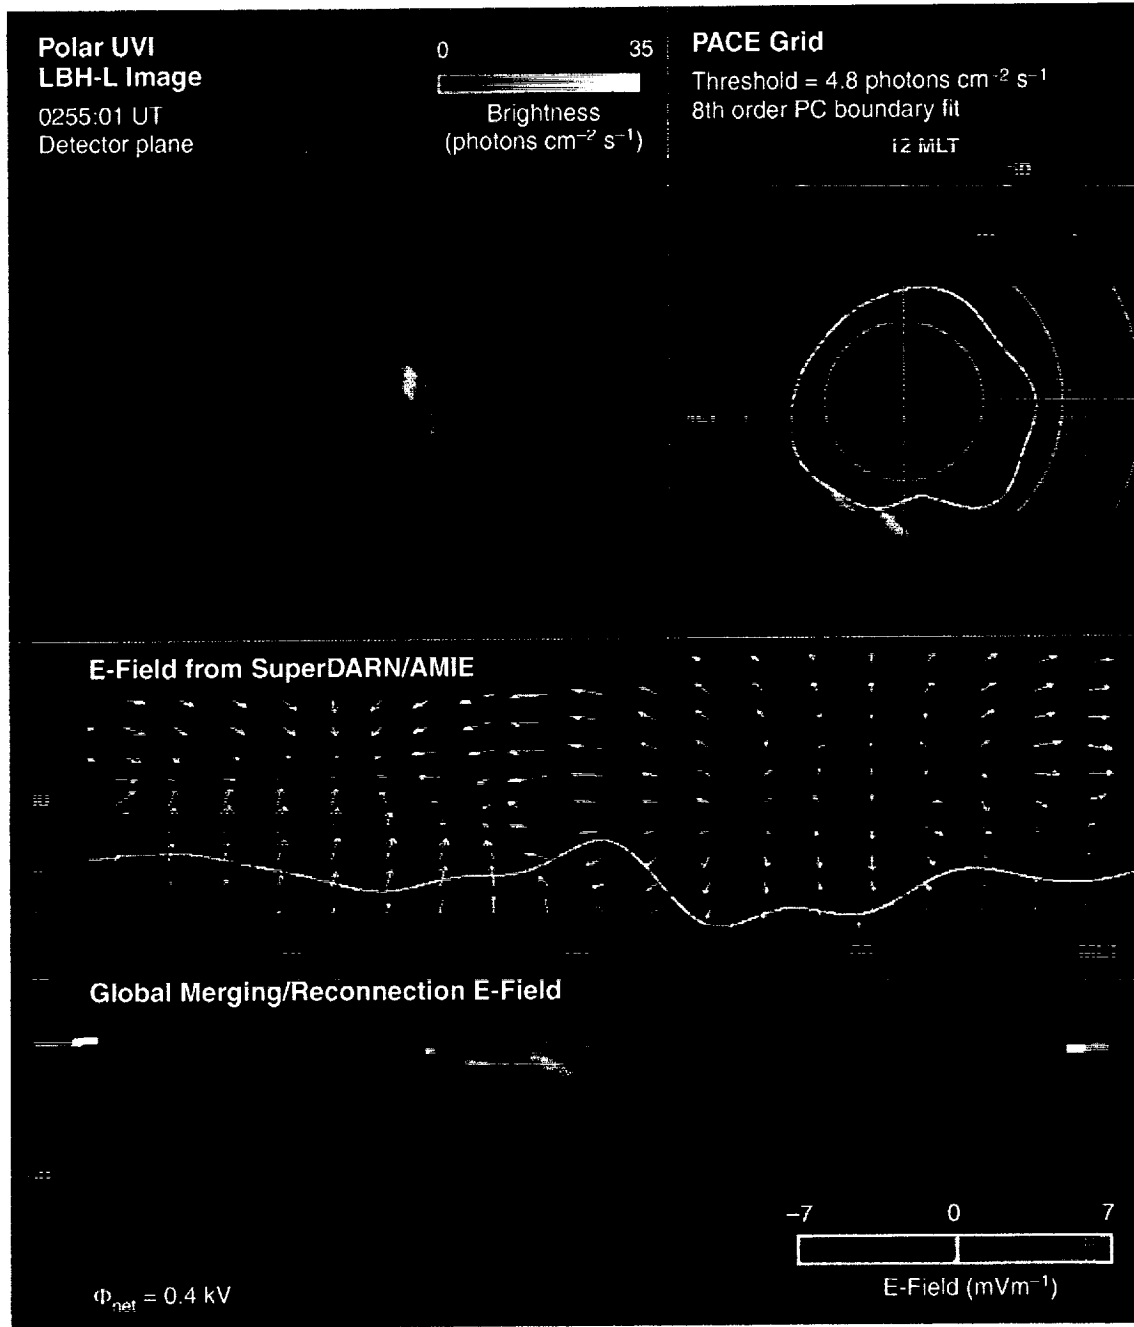 Polar UVI
LBH-L Image
0255:01 UT
Detector plane
0 35
Brightness
(photons cm⁻² s⁻¹)
PACE Grid
Threshold = 4.8 photons cm⁻² s⁻¹
8th order PC boundary fit
12 MLT
E-Field from SuperDARN/AMIE
Global Merging/Reconnection E-Field
–7 0 7
E-Field (mVm⁻¹)
Φnet = 0.4 kV